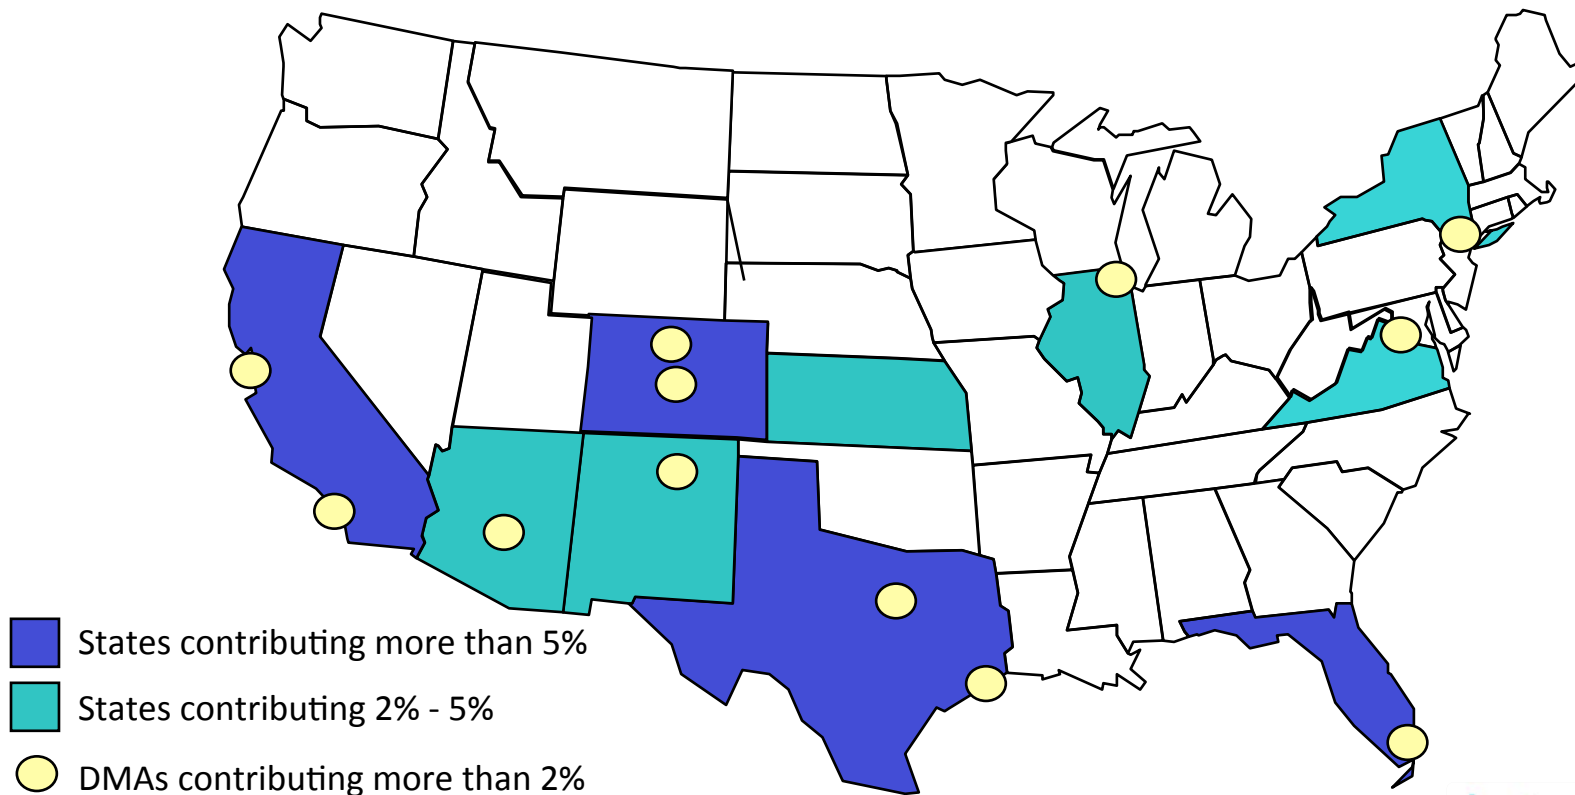 States contributing more than 5%
States contributing 2% - 5%
DMAs contributing more than 2%